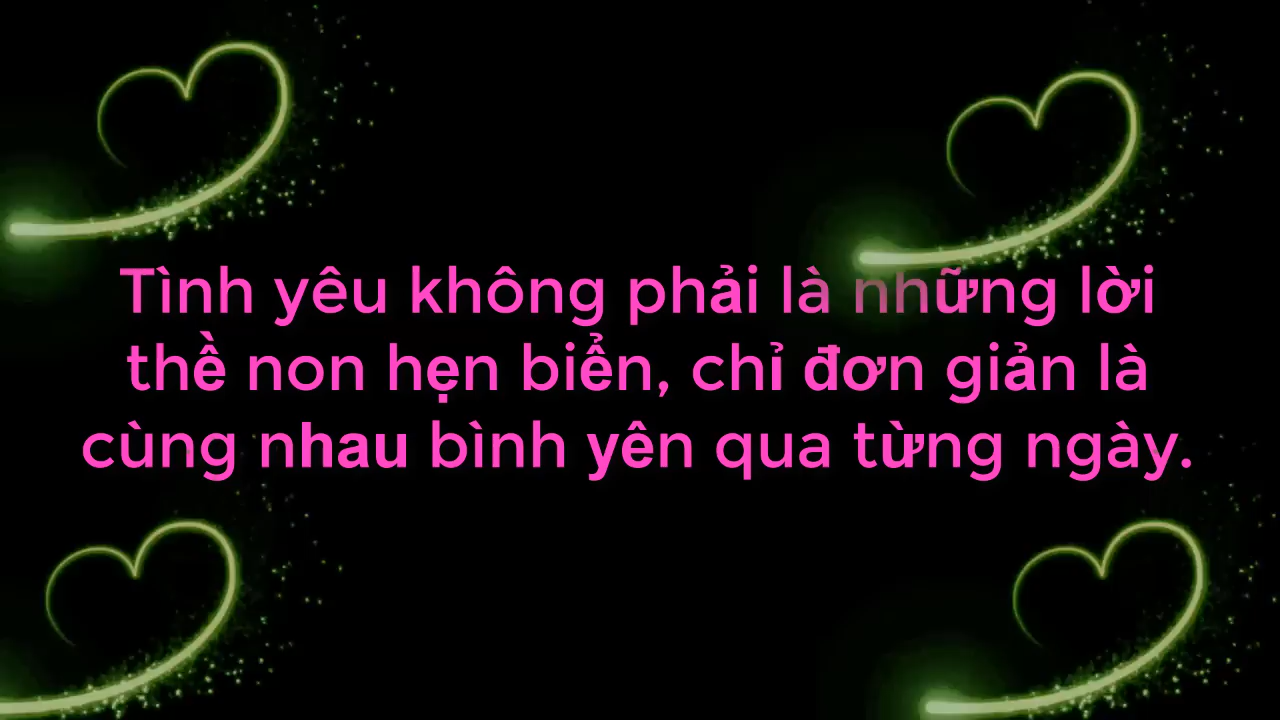 Tình yêu không phải là những lời
thề non hẹn biển, chỉ đơn giản là
cùng nhau bình yên qua từng ngày.